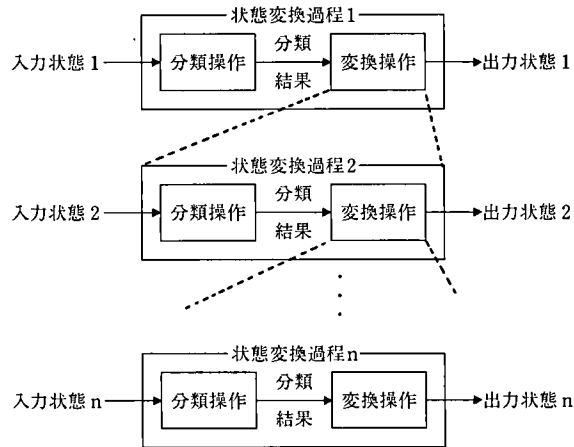 状態変換過程1
入力状態1
分類操作
分類
結果
変換操作
出力状態1
状態変換過程2
入力状態2
分類操作
分類
結果
変換操作
出力状態2
状態変換過程n
入力状態n
分類操作
分類
結果
変換操作
出力状態n